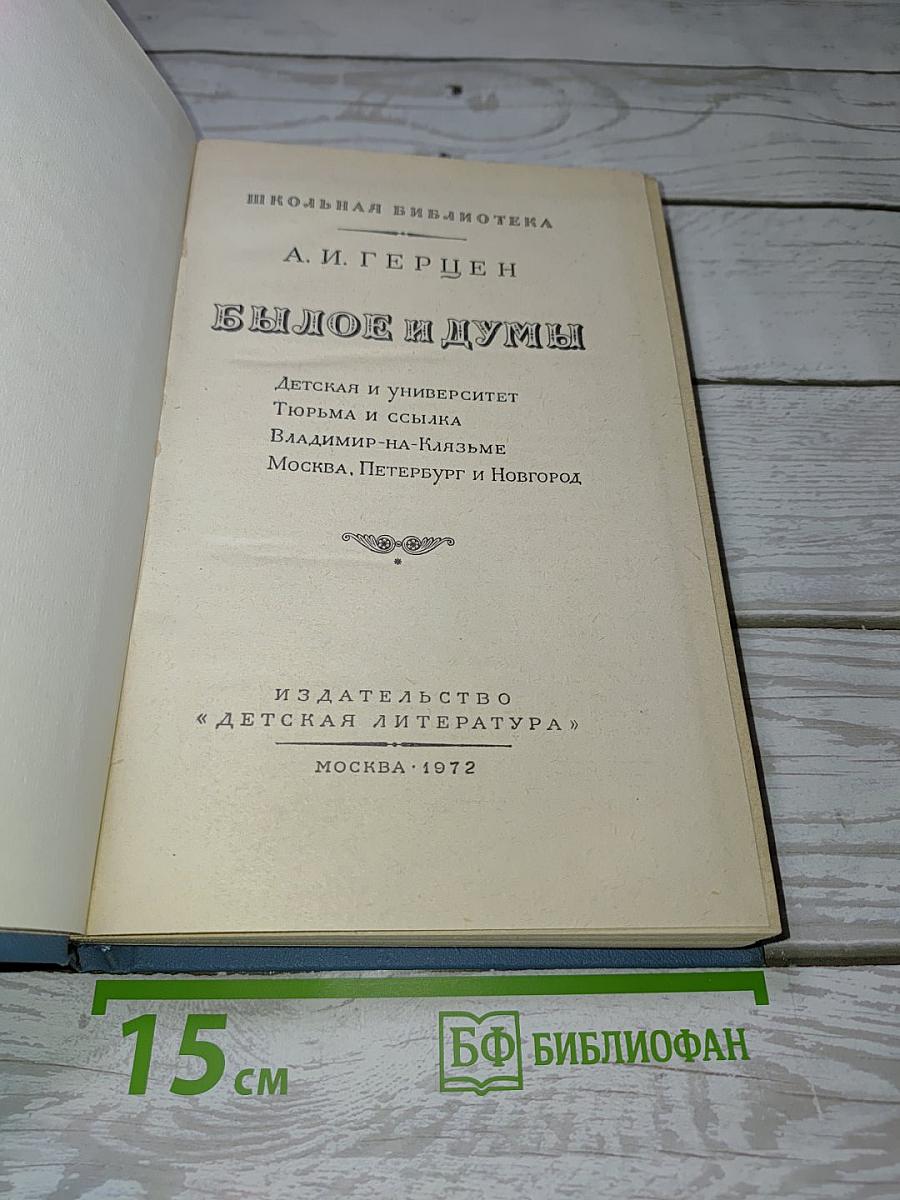 ШКОЛЬНАЯ БИБЛИОТЕКА
А. И. ГЕРЦЕН
БЫЛОЕ И ДУМЫ
Детская и университет
Тюрьма и ссылка
Владимир-на-Клязьме
Москва, Петербург и Новгород
ИЗДАТЕЛЬСТВО
«ДЕТСКАЯ ЛИТЕРАТУРА»
МОСКВА · 1972
15 см
БФ БИБЛИОФАН